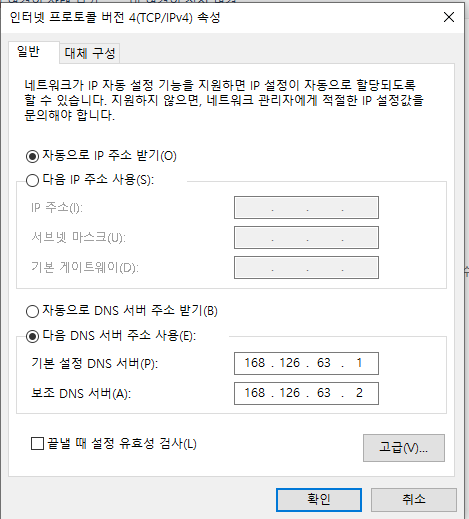 인터넷 프로토콜 버전 4(TCP/IPv4) 속성
일반
대체 구성
네트워크가 IP 자동 설정 기능을 지원하면 IP 설정이 자동으로 할당되도록
할 수 있습니다. 지원하지 않으면, 네트워크 관리자에게 적절한 IP 설정값을
문의해야 합니다.
자동으로 IP 주소 받기(O)
다음 IP 주소 사용(S):
IP 주소(I):
서브넷 마스크(U):
기본 게이트웨이(D):
자동으로 DNS 서버 주소 받기(B)
다음 DNS 서버 주소 사용(E):
기본 설정 DNS 서버(P): 168 . 126 . 63 . 1
보조 DNS 서버(A): 168 . 126 . 63 . 2
끝낼 때 설정 유효성 검사(L)
고급(V)...
확인
취소